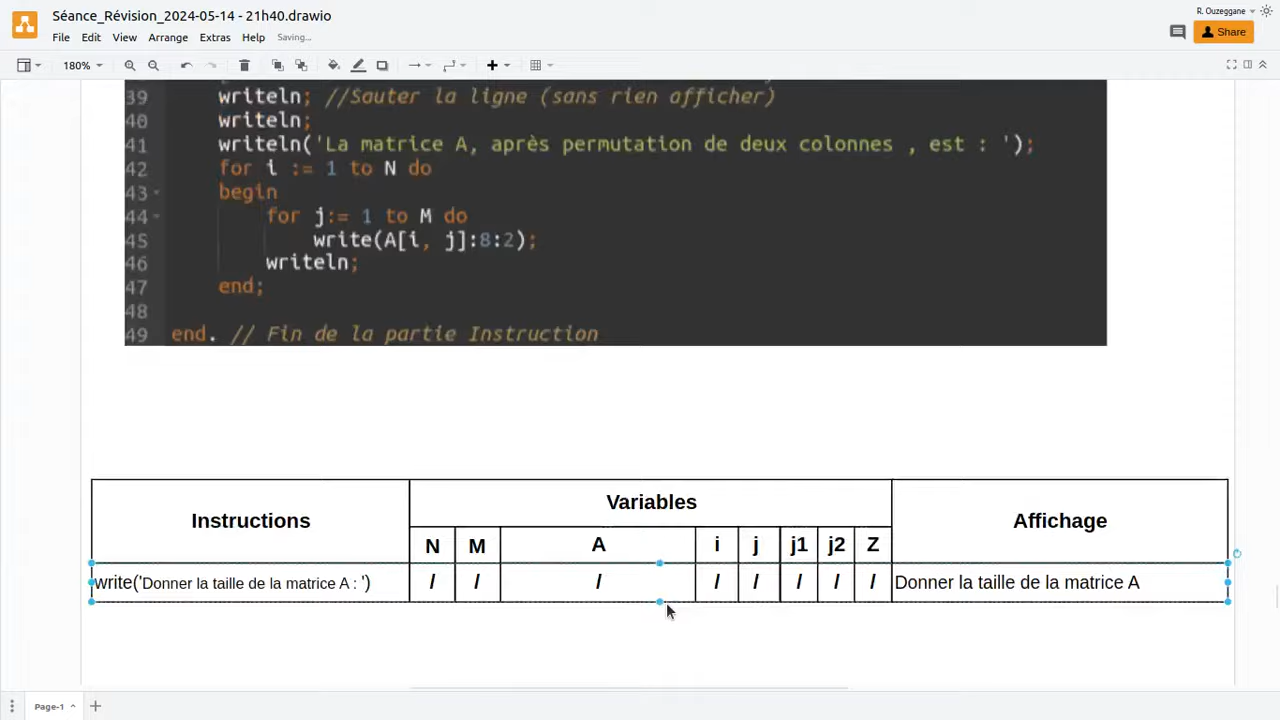 Séance_Révision_2024-05-14 - 21h40.drawio
R. Ouzeggane
File Edit View Arrange Extras Help Saving...
Share
180%
39 writeln; //Sauter la ligne (sans rien afficher)
40 writeln;
41 writeln('La matrice A, après permutation de deux colonnes , est : ');
42 for i := 1 to N do
43 begin
44 for j:= 1 to M do
45 write(A[i, j]:8:2);
46 writeln;
47 end;
48
49 end. // Fin de la partie Instruction
Instructions Variables Affichage
N M A i j j1 j2 Z
write('Donner la taille de la matrice A : ') / / / / / / / / Donner la taille de la matrice A
Page-1